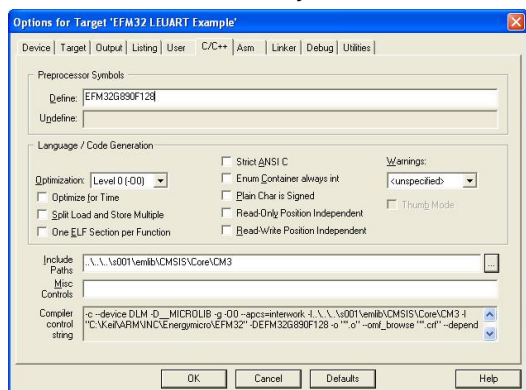 Options for Target 'EFM32 LEUART Example'
Device Target Output Listing User C/C++ Asm Linker Debug Utilities
Preprocessor Symbols
Define: EFM32G890F128
Undefine:
Language / Code Generation
Strict ANSI C
Warnings:
Optimization: Level 0 (-O0)
Enum Container always int
<unspecified>
Optimize for Time
Plain Char is Signed
Thumb Mode
Split Load and Store Multiple
Read-Only Position Independent
One ELF Section per Function
Read-Write Position Independent
Include Paths
..\..\..\s001\emlib\CMSIS\Core\CM3
...
Misc Controls
Compiler control string
-c --device DLM -D__MICROLIB -g -O0 --apcs=interwork -I..\..\..\s001\emlib\CMSIS\Core\CM3 -I
"C:\Keil\ARM\INC\Energymicro\EFM32" -DEFM32G890F128 -o "*.o" --omf_browse "*.crf" --depend
OK Cancel Defaults Help